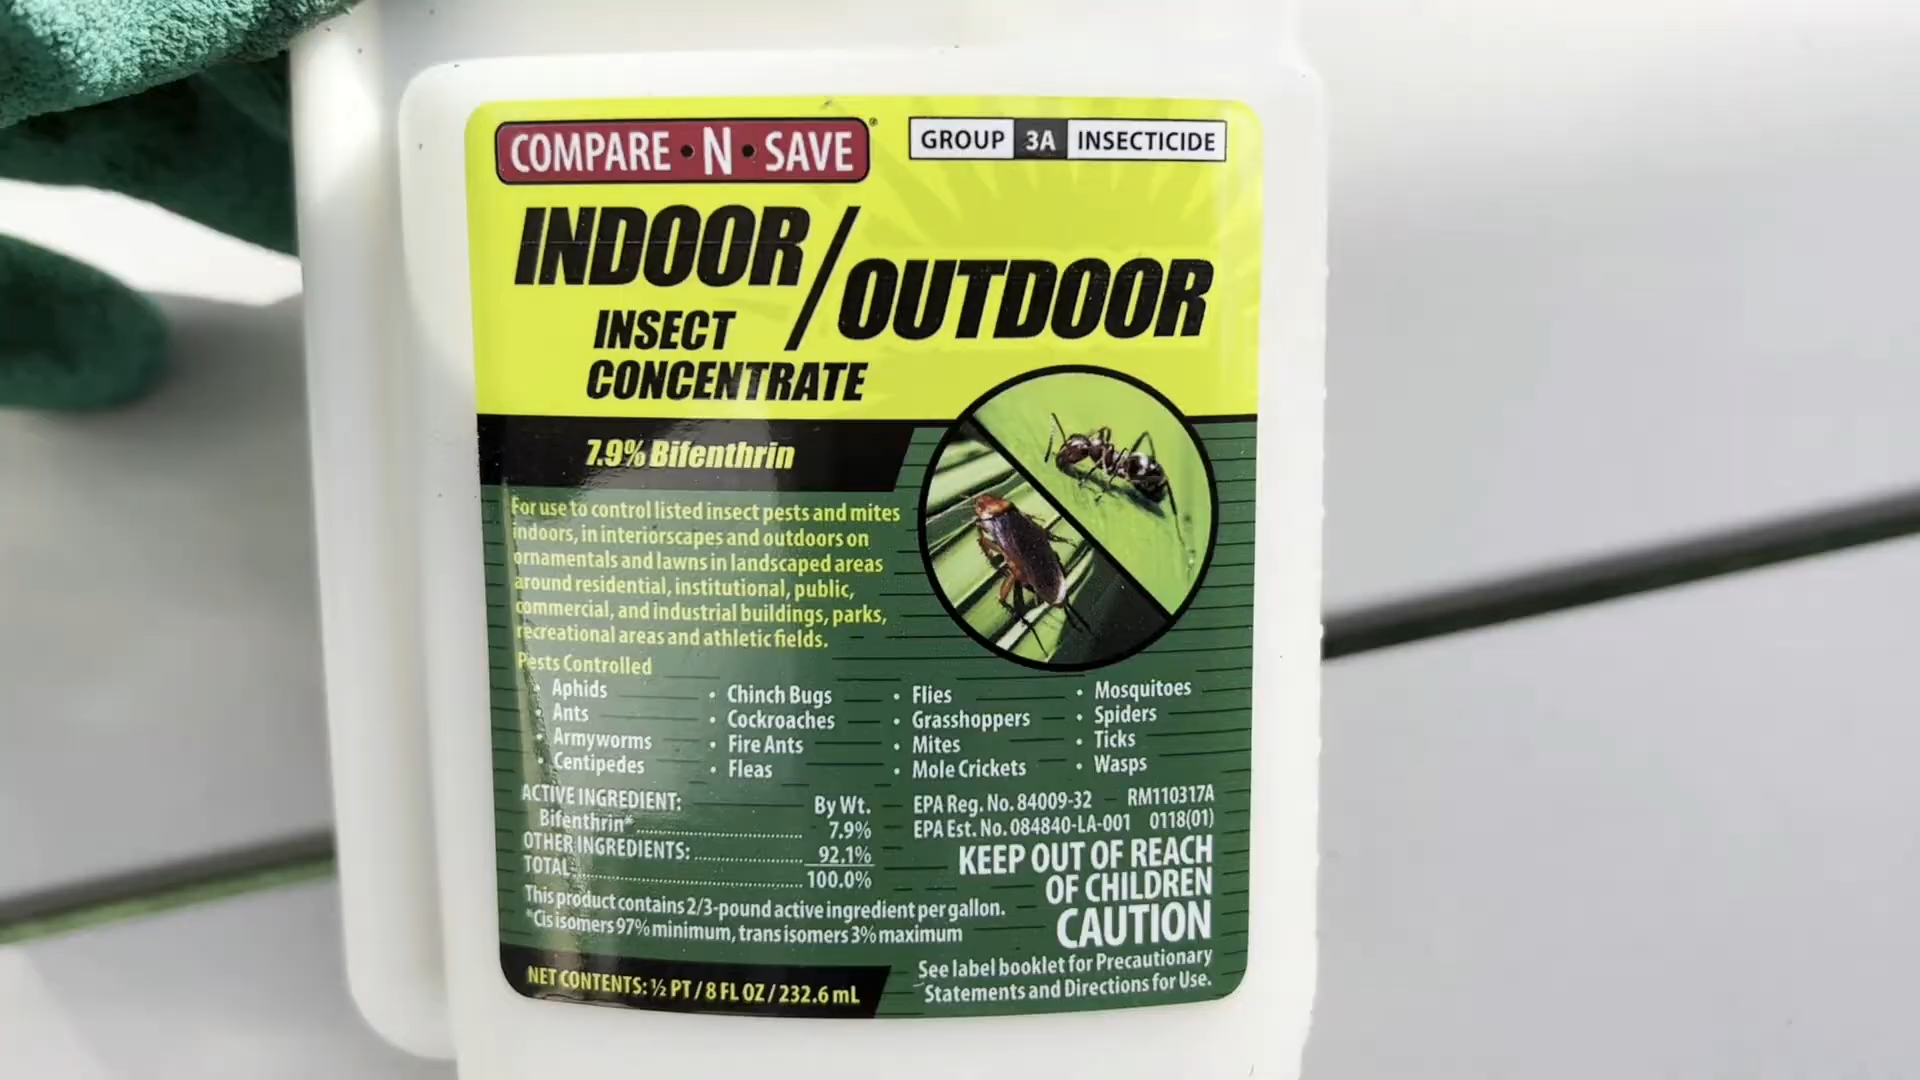 COMPARE • N • SAVE®
GROUP 3A INSECTICIDE
INDOOR/OUTDOOR
INSECT
CONCENTRATE
7.9% Bifenthrin
For use to control listed insect pests and mites
indoors, in interiorscapes and outdoors on
ornamentals and lawns in landscaped areas
around residential, institutional, public,
commercial, and industrial buildings, parks,
recreational areas and athletic fields.
Pests Controlled
• Aphids
• Ants
• Armyworms
• Centipedes
• Chinch Bugs
• Cockroaches
• Fire Ants
• Fleas
• Flies
• Grasshoppers
• Mites
• Mole Crickets
• Mosquitoes
• Spiders
• Ticks
• Wasps
ACTIVE INGREDIENT: By Wt.
Bifenthrin* 7.9%
OTHER INGREDIENTS: 92.1%
TOTAL: 100.0%
This product contains 2/3-pound active ingredient per gallon.
*Cis isomers 97% minimum, trans isomers 3% maximum
EPA Reg. No. 84009-32 RM110317A
EPA Est. No. 084840-LA-001 0118(01)
KEEP OUT OF REACH
OF CHILDREN
CAUTION
See label booklet for Precautionary
Statements and Directions for Use.
NET CONTENTS: ½ PT / 8 FL OZ / 232.6 mL